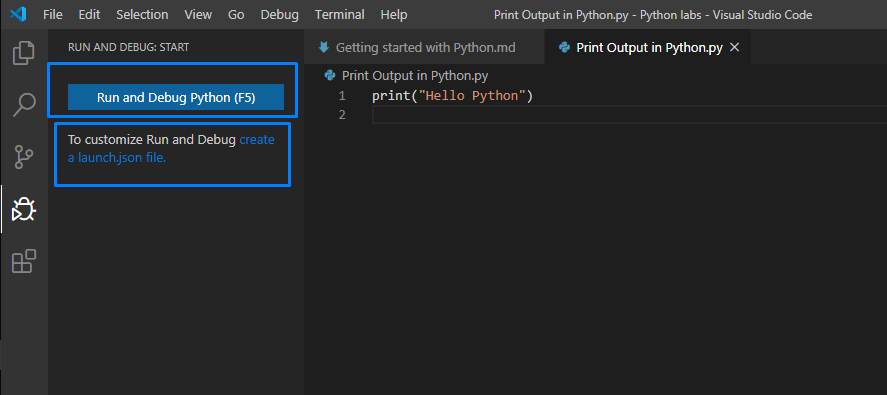 File Edit Selection View Go Debug Terminal Help Print Output in Python.py - Python labs - Visual Studio Code
RUN AND DEBUG: START
Getting started with Python.md Print Output in Python.py
Print Output in Python.py
Run and Debug Python (F5)
1 print("Hello Python")
2
To customize Run and Debug create
a launch.json file.